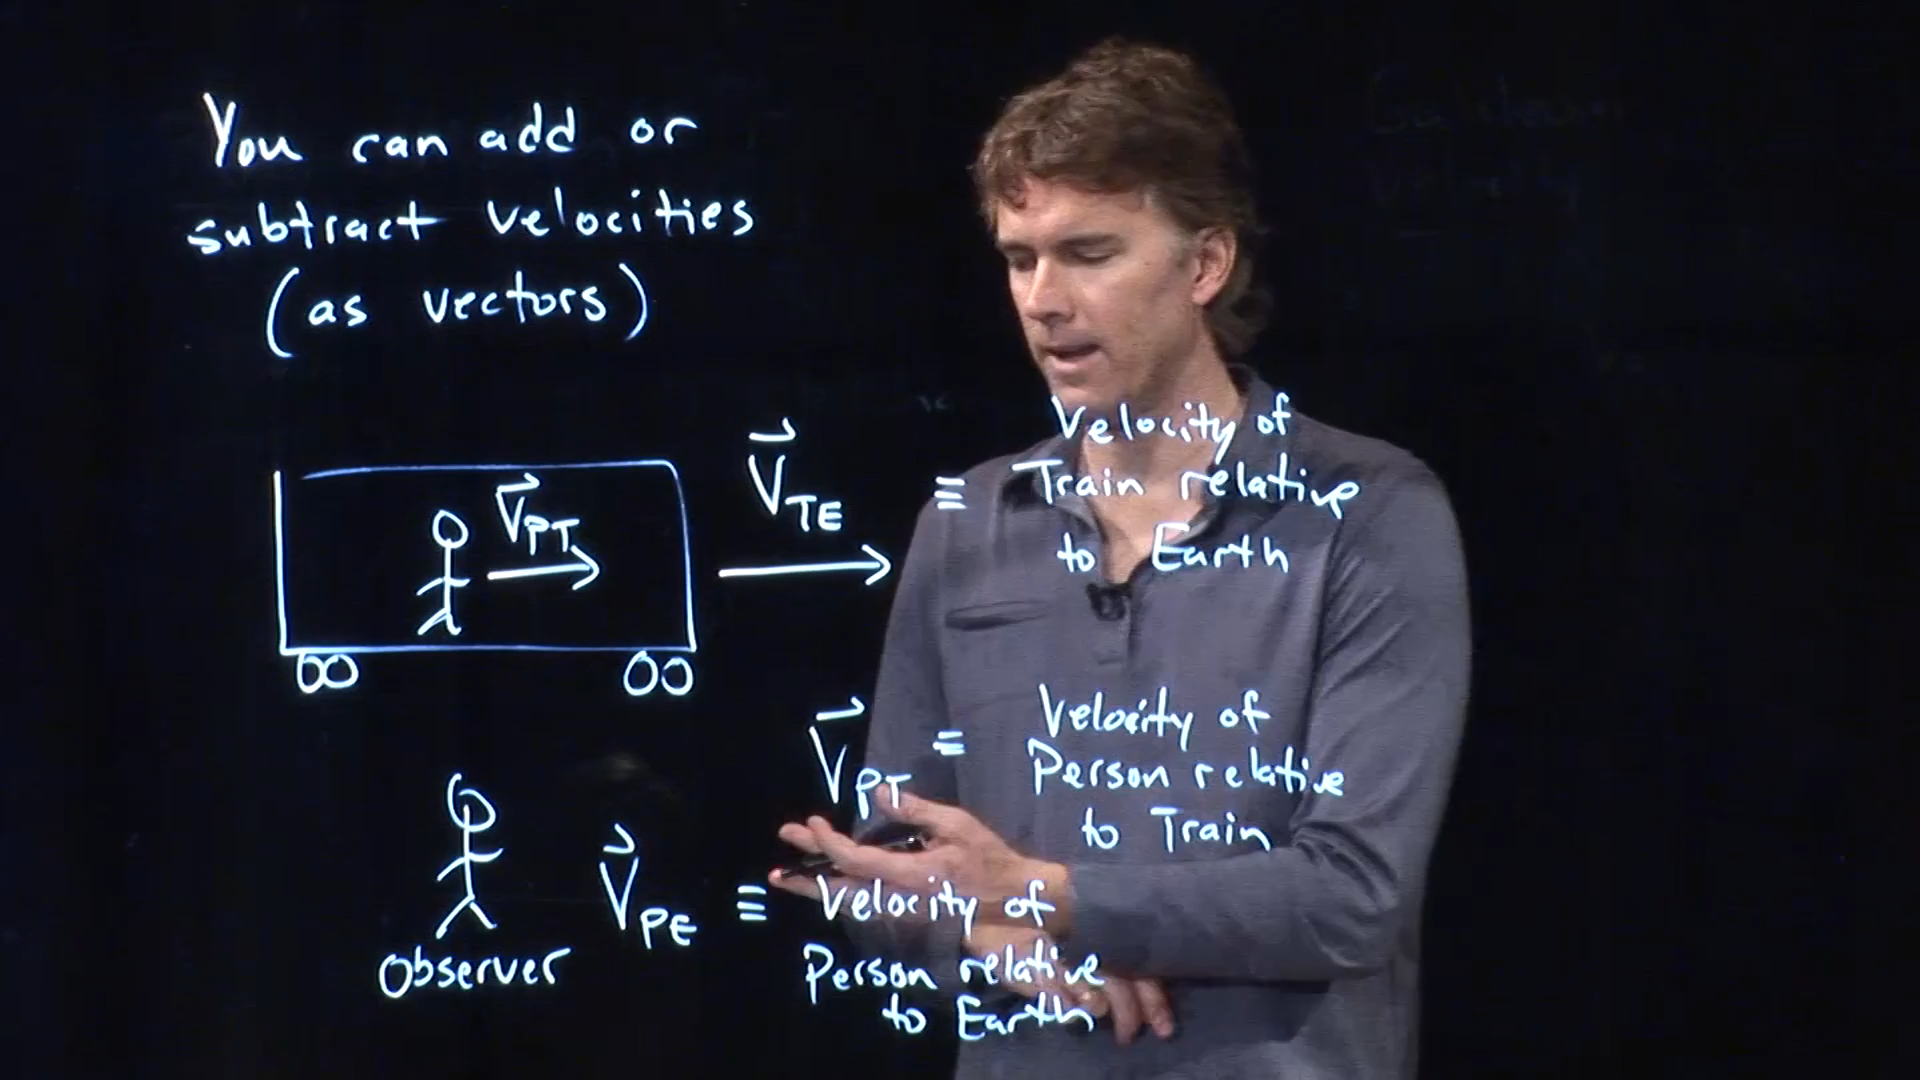 You can add or
subtract velocities
(as vectors)
V⃗TE ≡ Velocity of
Train relative
to Earth
V⃗PT
V⃗PT = Velocity of
Person relative
to Train
Observer
V⃗PE ≡ Velocity of
Person relative
to Earth